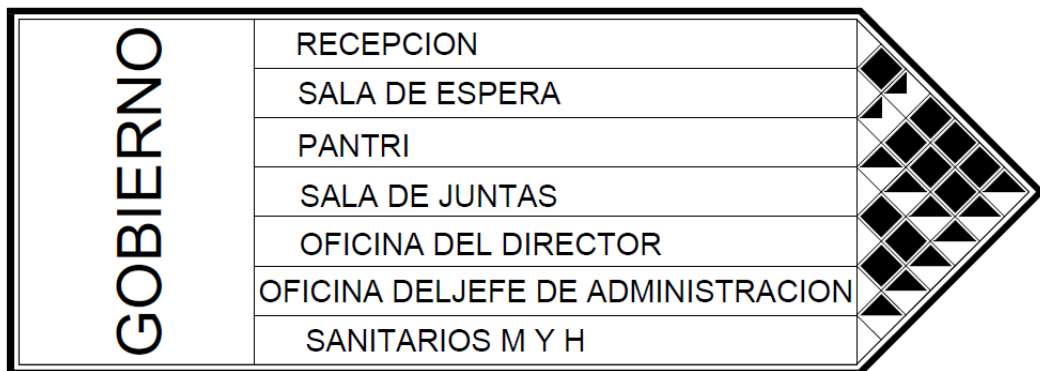 GOBIERNO
RECEPCION
SALA DE ESPERA
PANTRI
SALA DE JUNTAS
OFICINA DEL DIRECTOR
OFICINA DELJEFE DE ADMINISTRACION
SANITARIOS M Y H